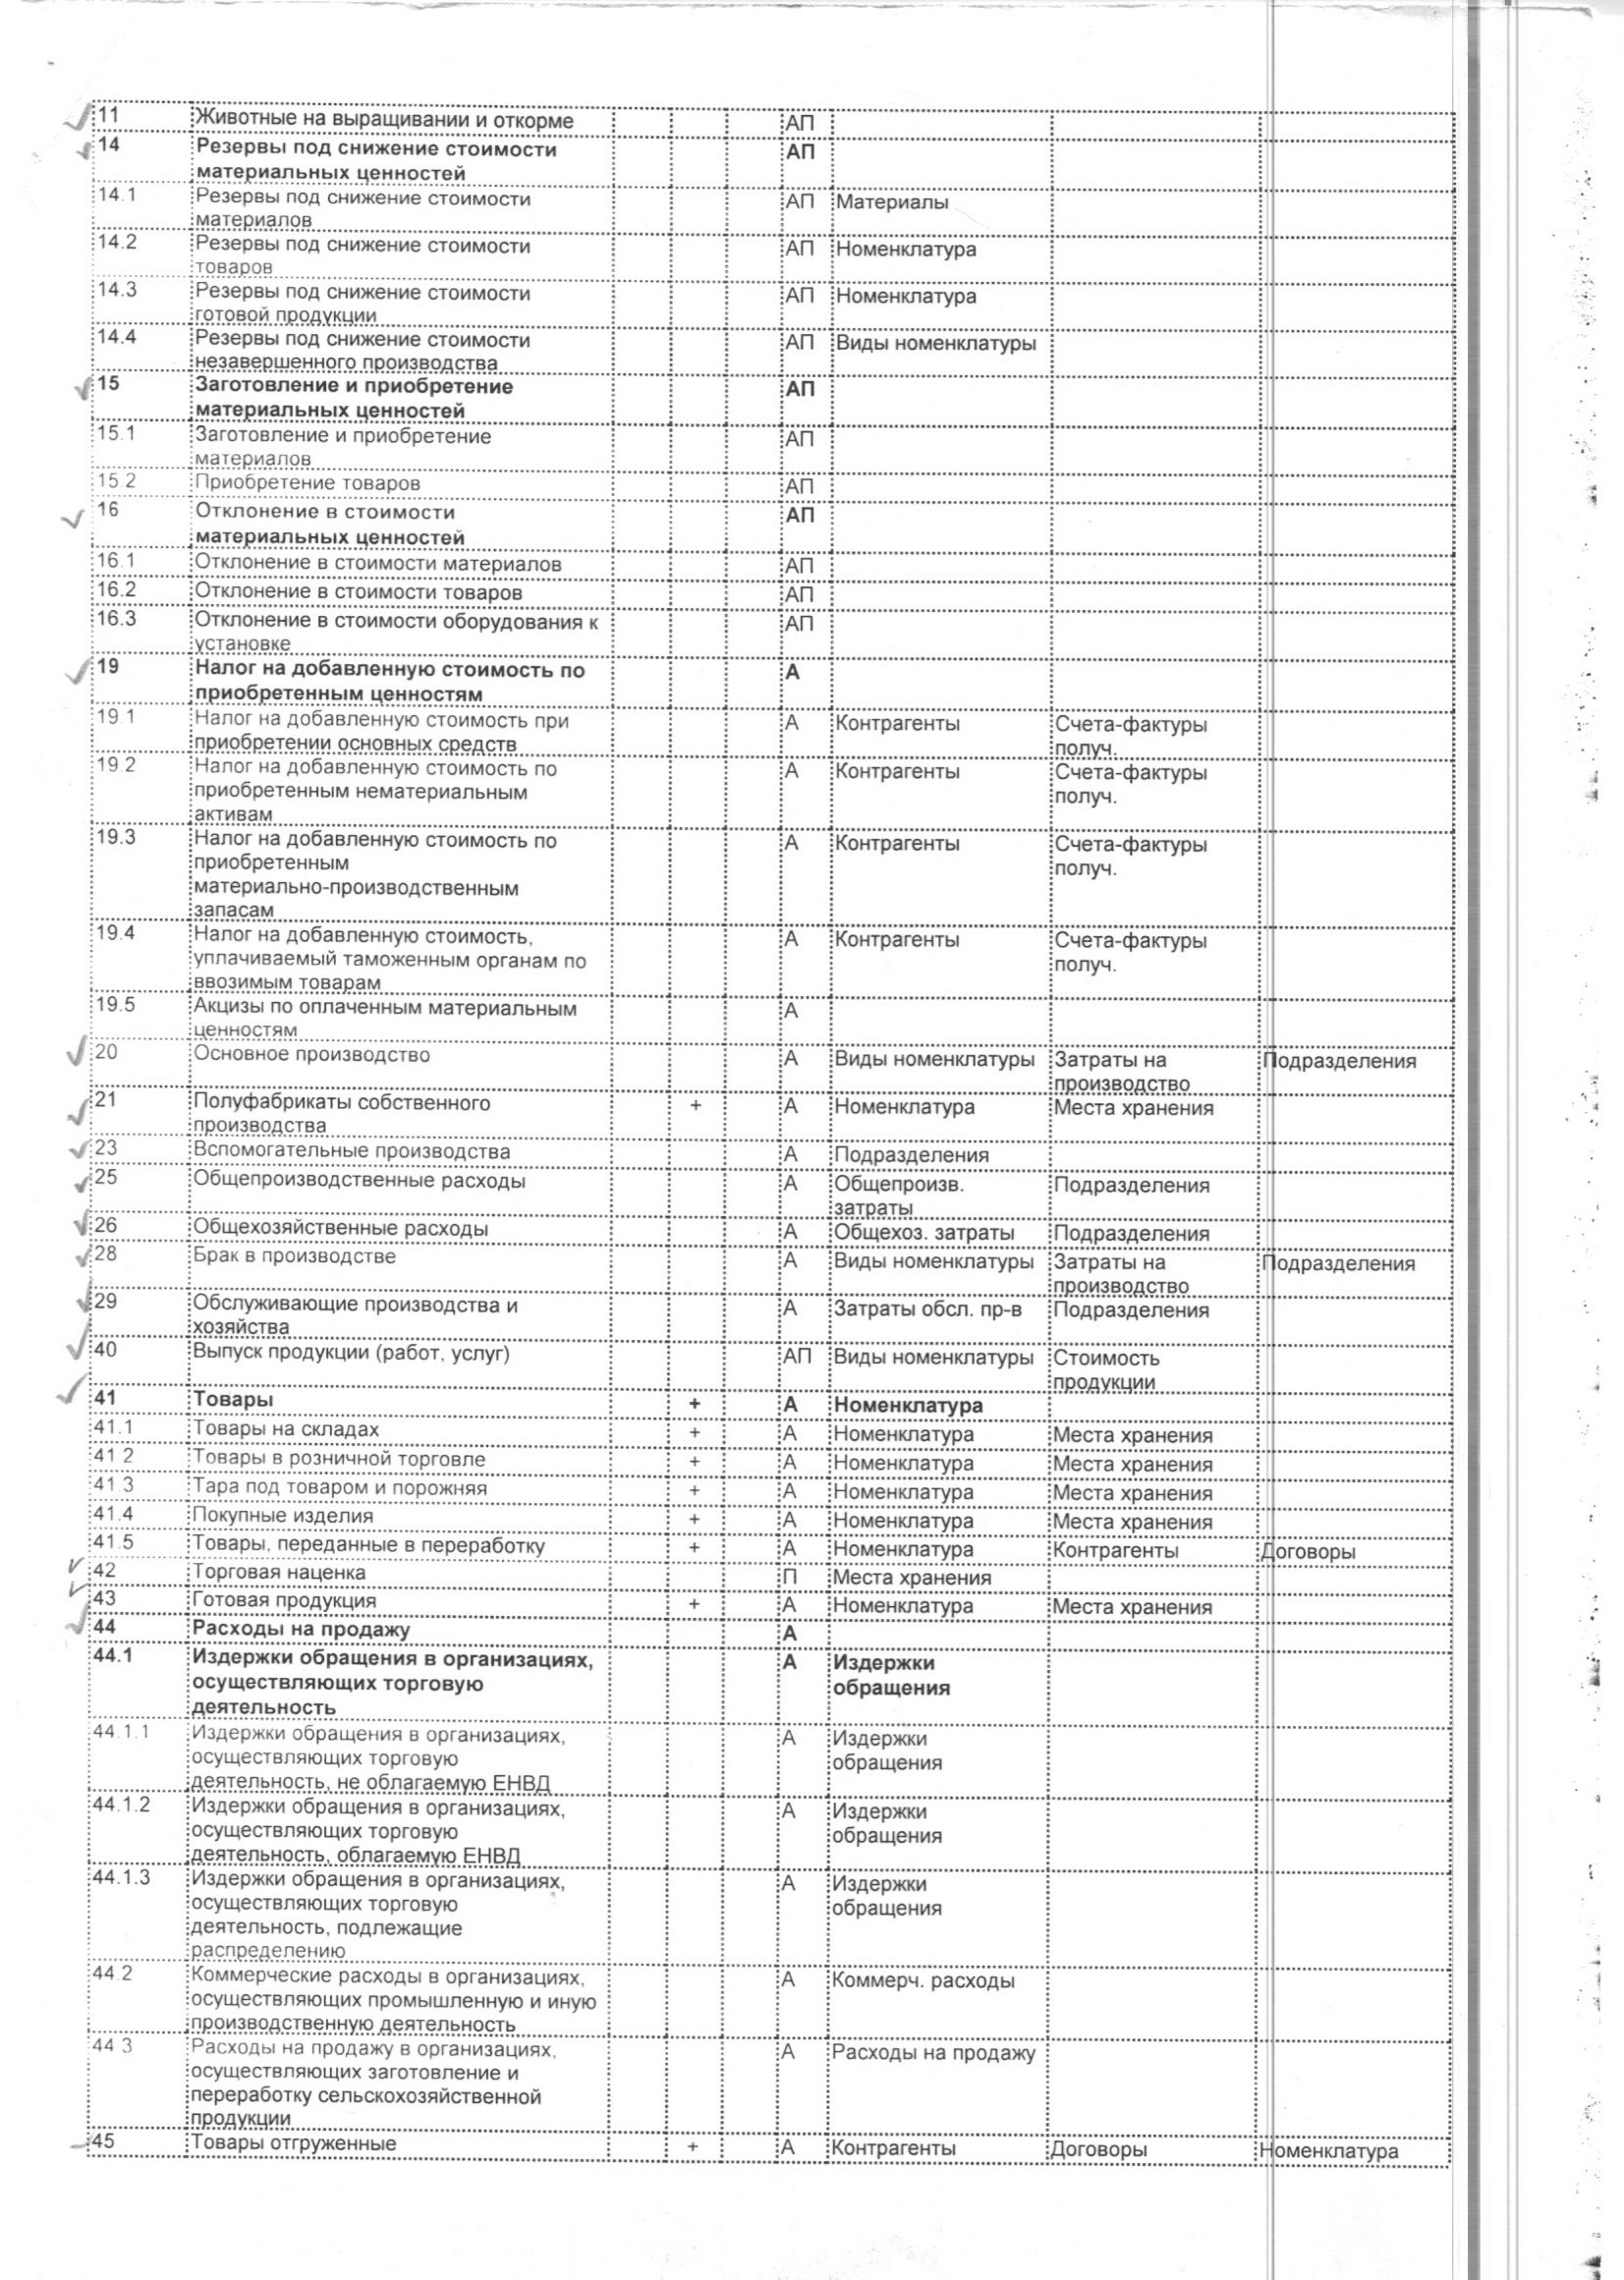 11 Животные на выращивании и откорме АП
14 Резервы под снижение стоимости АП
материальных ценностей
14.1 Резервы под снижение стоимости АП Материалы
материалов
14.2 Резервы под снижение стоимости АП Номенклатура
товаров
14.3 Резервы под снижение стоимости АП Номенклатура
готовой продукции
14.4 Резервы под снижение стоимости АП Виды номенклатуры
незавершенного производства
15 Заготовление и приобретение АП
материальных ценностей
15.1 Заготовление и приобретение АП
материалов
15.2 Приобретение товаров АП
16 Отклонение в стоимости АП
материальных ценностей
16.1 Отклонение в стоимости материалов АП
16.2 Отклонение в стоимости товаров АП
16.3 Отклонение в стоимости оборудования к АП
установке
19 Налог на добавленную стоимость по А
приобретенным ценностям
19.1 Налог на добавленную стоимость при А Контрагенты Счета-фактуры
приобретении основных средств получ.
19.2 Налог на добавленную стоимость по А Контрагенты Счета-фактуры
приобретенным нематериальным получ.
активам
19.3 Налог на добавленную стоимость по А Контрагенты Счета-фактуры
приобретенным получ.
материально-производственным
запасам
19.4 Налог на добавленную стоимость, А Контрагенты Счета-фактуры
уплачиваемый таможенным органам по получ.
ввозимым товарам
19.5 Акцизы по оплаченным материальным А
ценностям
20 Основное производство А Виды номенклатуры Затраты на Подразделения
производство
21 Полуфабрикаты собственного + А Номенклатура Места хранения
производства
23 Вспомогательные производства А Подразделения
25 Общепроизводственные расходы А Общепроизв. Подразделения
затраты
26 Общехозяйственные расходы А Общехоз. затраты Подразделения
28 Брак в производстве А Виды номенклатуры Затраты на Подразделения
производство
29 Обслуживающие производства и А Затраты обсл. пр-в Подразделения
хозяйства
40 Выпуск продукции (работ, услуг) АП Виды номенклатуры Стоимость
продукции
41 Товары + А Номенклатура
41.1 Товары на складах + А Номенклатура Места хранения
41.2 Товары в розничной торговле + А Номенклатура Места хранения
41.3 Тара под товаром и порожняя + А Номенклатура Места хранения
41.4 Покупные изделия + А Номенклатура Места хранения
41.5 Товары, переданные в переработку + А Номенклатура Контрагенты Договоры
42 Торговая наценка П Места хранения
43 Готовая продукция + А Номенклатура Места хранения
44 Расходы на продажу А
44.1 Издержки обращения в организациях, А Издержки
осуществляющих торговую обращения
деятельность
44.1.1 Издержки обращения в организациях, А Издержки
осуществляющих торговую обращения
деятельность, не облагаемую ЕНВД
44.1.2 Издержки обращения в организациях, А Издержки
осуществляющих торговую обращения
деятельность, облагаемую ЕНВД
44.1.3 Издержки обращения в организациях, А Издержки
осуществляющих торговую обращения
деятельность, подлежащие
распределению
44.2 Коммерческие расходы в организациях, А Коммерч. расходы
осуществляющих промышленную и иную
производственную деятельность
44.3 Расходы на продажу в организациях, А Расходы на продажу
осуществляющих заготовление и
переработку сельскохозяйственной
продукции
45 Товары отгруженные + А Контрагенты Договоры Номенклатура